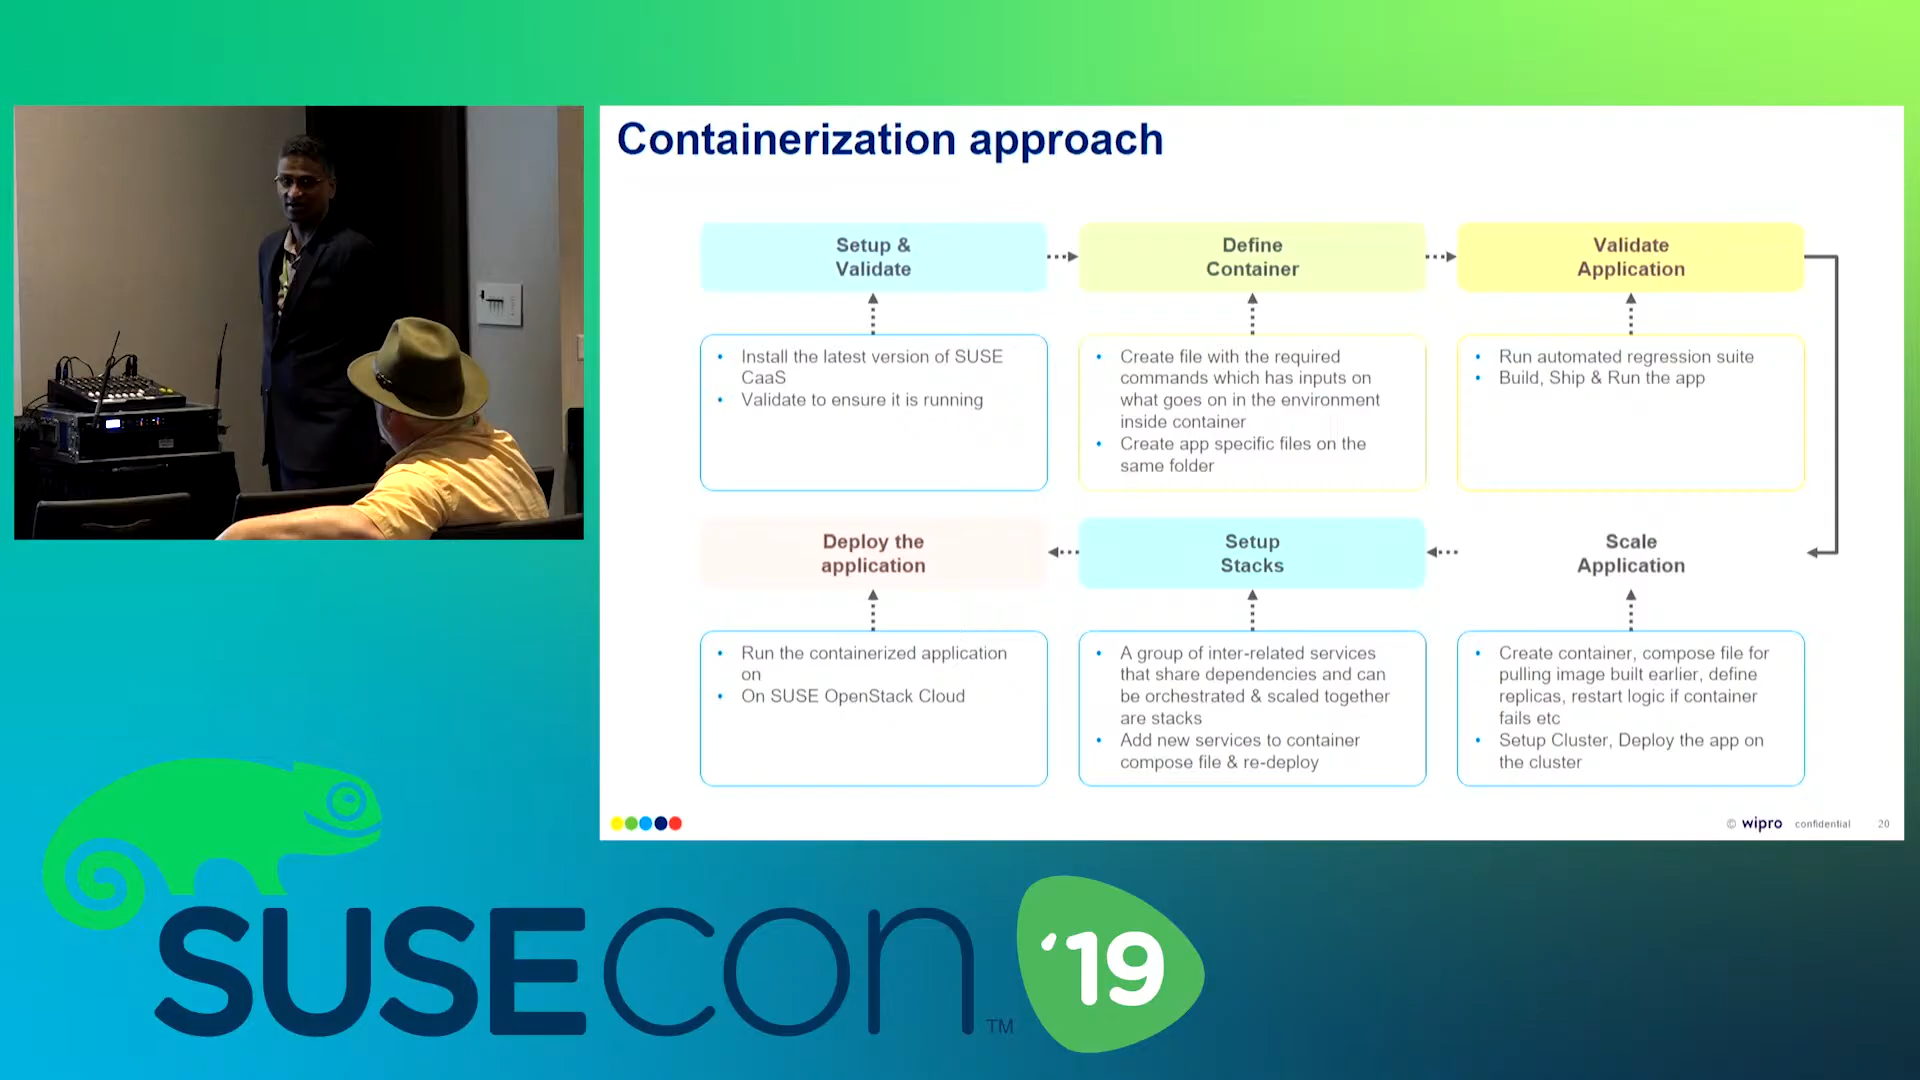 Containerization approach
Setup &
Validate
Define
Container
Validate
Application
• Install the latest version of SUSE
CaaS
• Validate to ensure it is running
• Create file with the required
commands which has inputs on
what goes on in the environment
inside container
• Create app specific files on the
same folder
• Run automated regression suite
• Build, Ship & Run the app
Deploy the
application
Setup
Stacks
Scale
Application
• Run the containerized application
on
• On SUSE OpenStack Cloud
• A group of inter-related services
that share dependencies and can
be orchestrated & scaled together
are stacks
• Add new services to container
compose file & re-deploy
• Create container, compose file for
pulling image built earlier, define
replicas, restart logic if container
fails etc
• Setup Cluster, Deploy the app on
the cluster
© wipro confidential 20
SUSECON TM '19